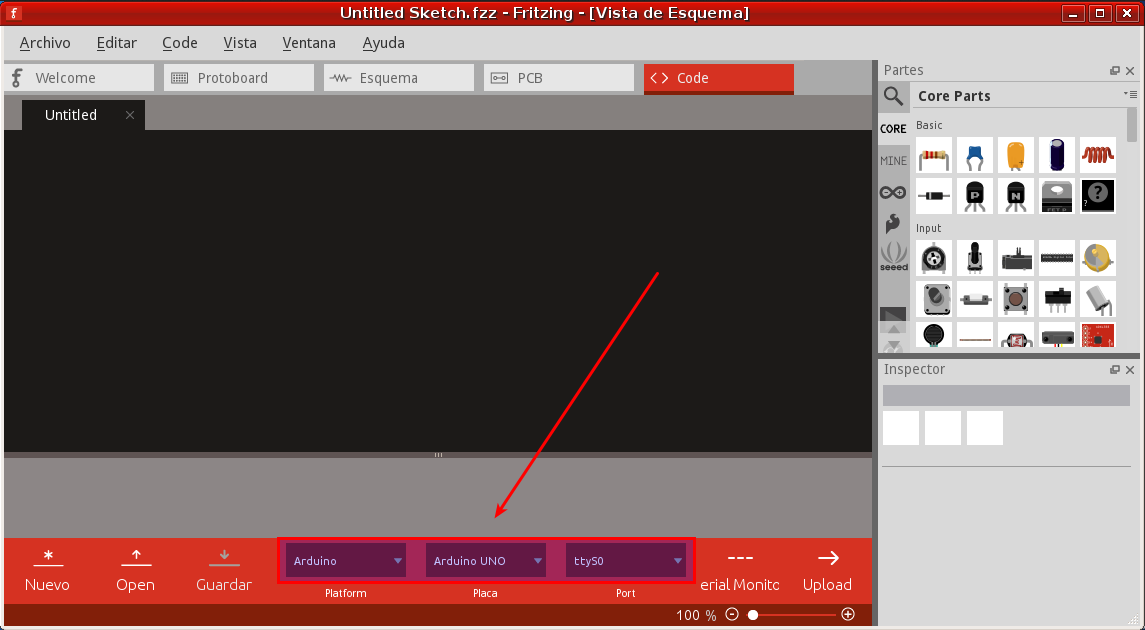 Untitled Sketch.fzz - Fritzing - [Vista de Esquema]
Archivo Editar Code Vista Ventana Ayuda
Welcome Protoboard Esquema PCB Code
Untitled
Partes
Core Parts
CORE
MINE
seeed
Basic
P N ? ?
Input
Inspector
Arduino Arduino UNO ttyS0
Nuevo Open Guardar Platform Placa Port erial Monito Upload
100 %